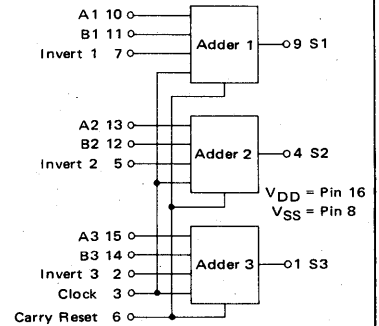 A1 10
B1 11
Invert 1 7
Adder 1
9 S1
A2 13
B2 12
Invert 2 5
Adder 2
4 S2
VDD = Pin 16
VSS = Pin 8
A3 15
B3 14
Invert 3 2
Clock 3
Carry Reset 6
Adder 3
1 S3